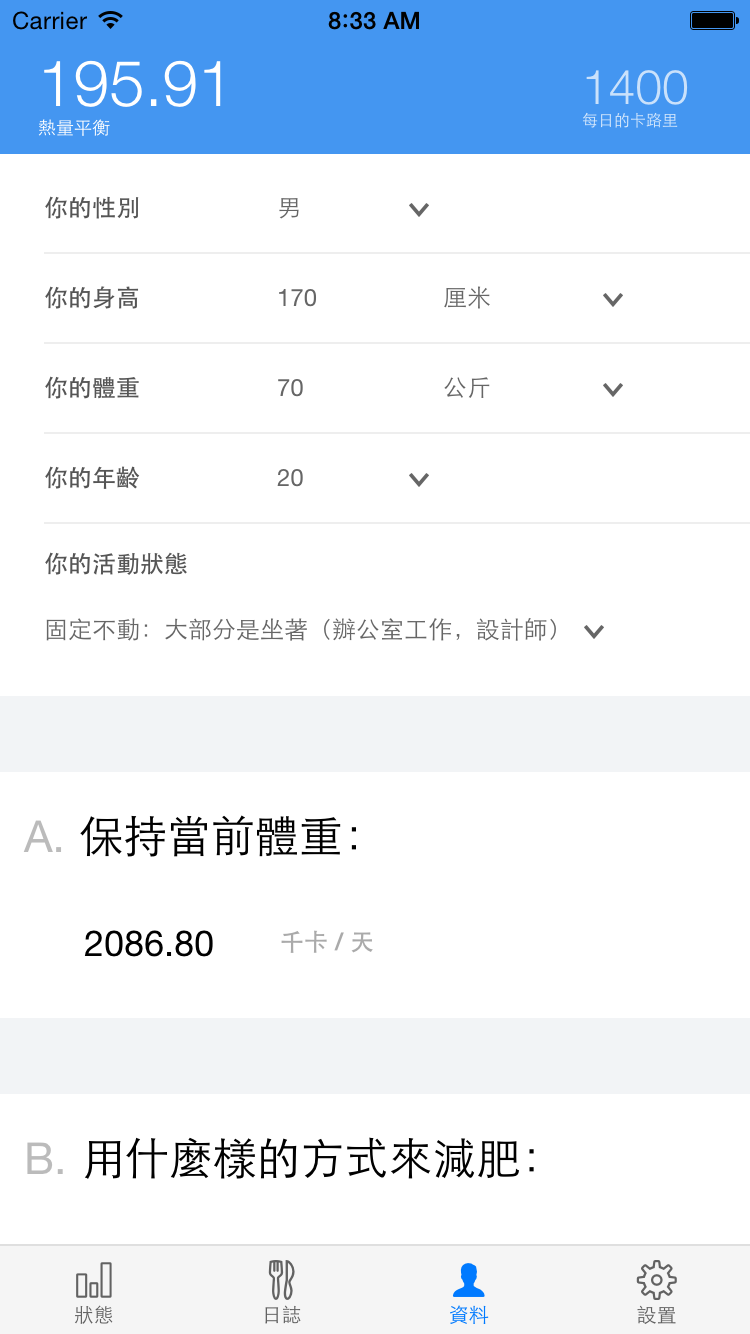 Carrier 8:33 AM
195.91 1400
熱量平衡 每日的卡路里
你的性別 男
你的身高 170 厘米
你的體重 70 公斤
你的年齡 20
你的活動狀態
固定不動：大部分是坐著（辦公室工作，設計師）
A. 保持當前體重：
2086.80 千卡 / 天
B. 用什麼樣的方式來減肥：
狀態 日誌 資料 設置